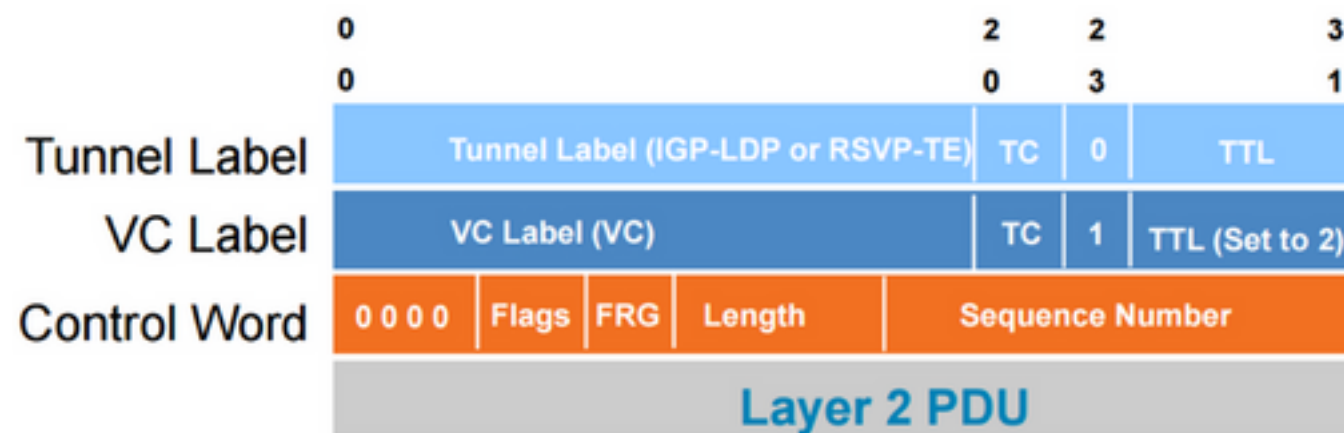 0 2 2 3
0 0 3 1
Tunnel Label Tunnel Label (IGP-LDP or RSVP-TE) TC 0 TTL
VC Label VC Label (VC) TC 1 TTL (Set to 2)
Control Word 0 0 0 0 Flags FRG Length Sequence Number
Layer 2 PDU